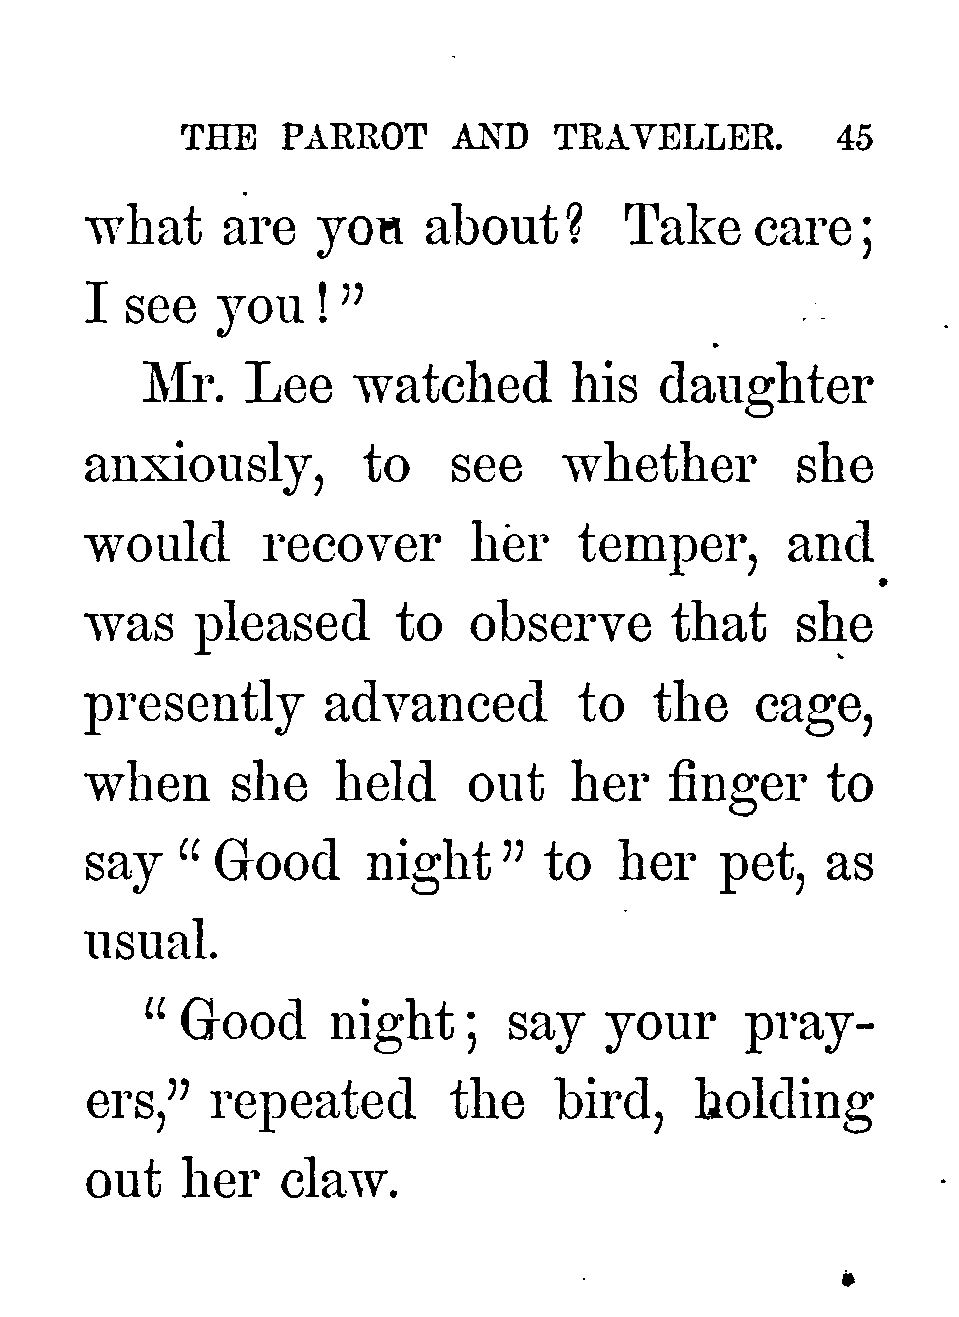 THE PARROT AND TRAVELLER. 45
what are you about? Take care;
I see you!”
Mr. Lee watched his daughter
anxiously, to see whether she
would recover her temper, and
was pleased to observe that she
presently advanced to the cage,
when she held out her finger to
say “Good night” to her pet, as
usual.
“Good night; say your pray-
ers,” repeated the bird, holding
out her claw.